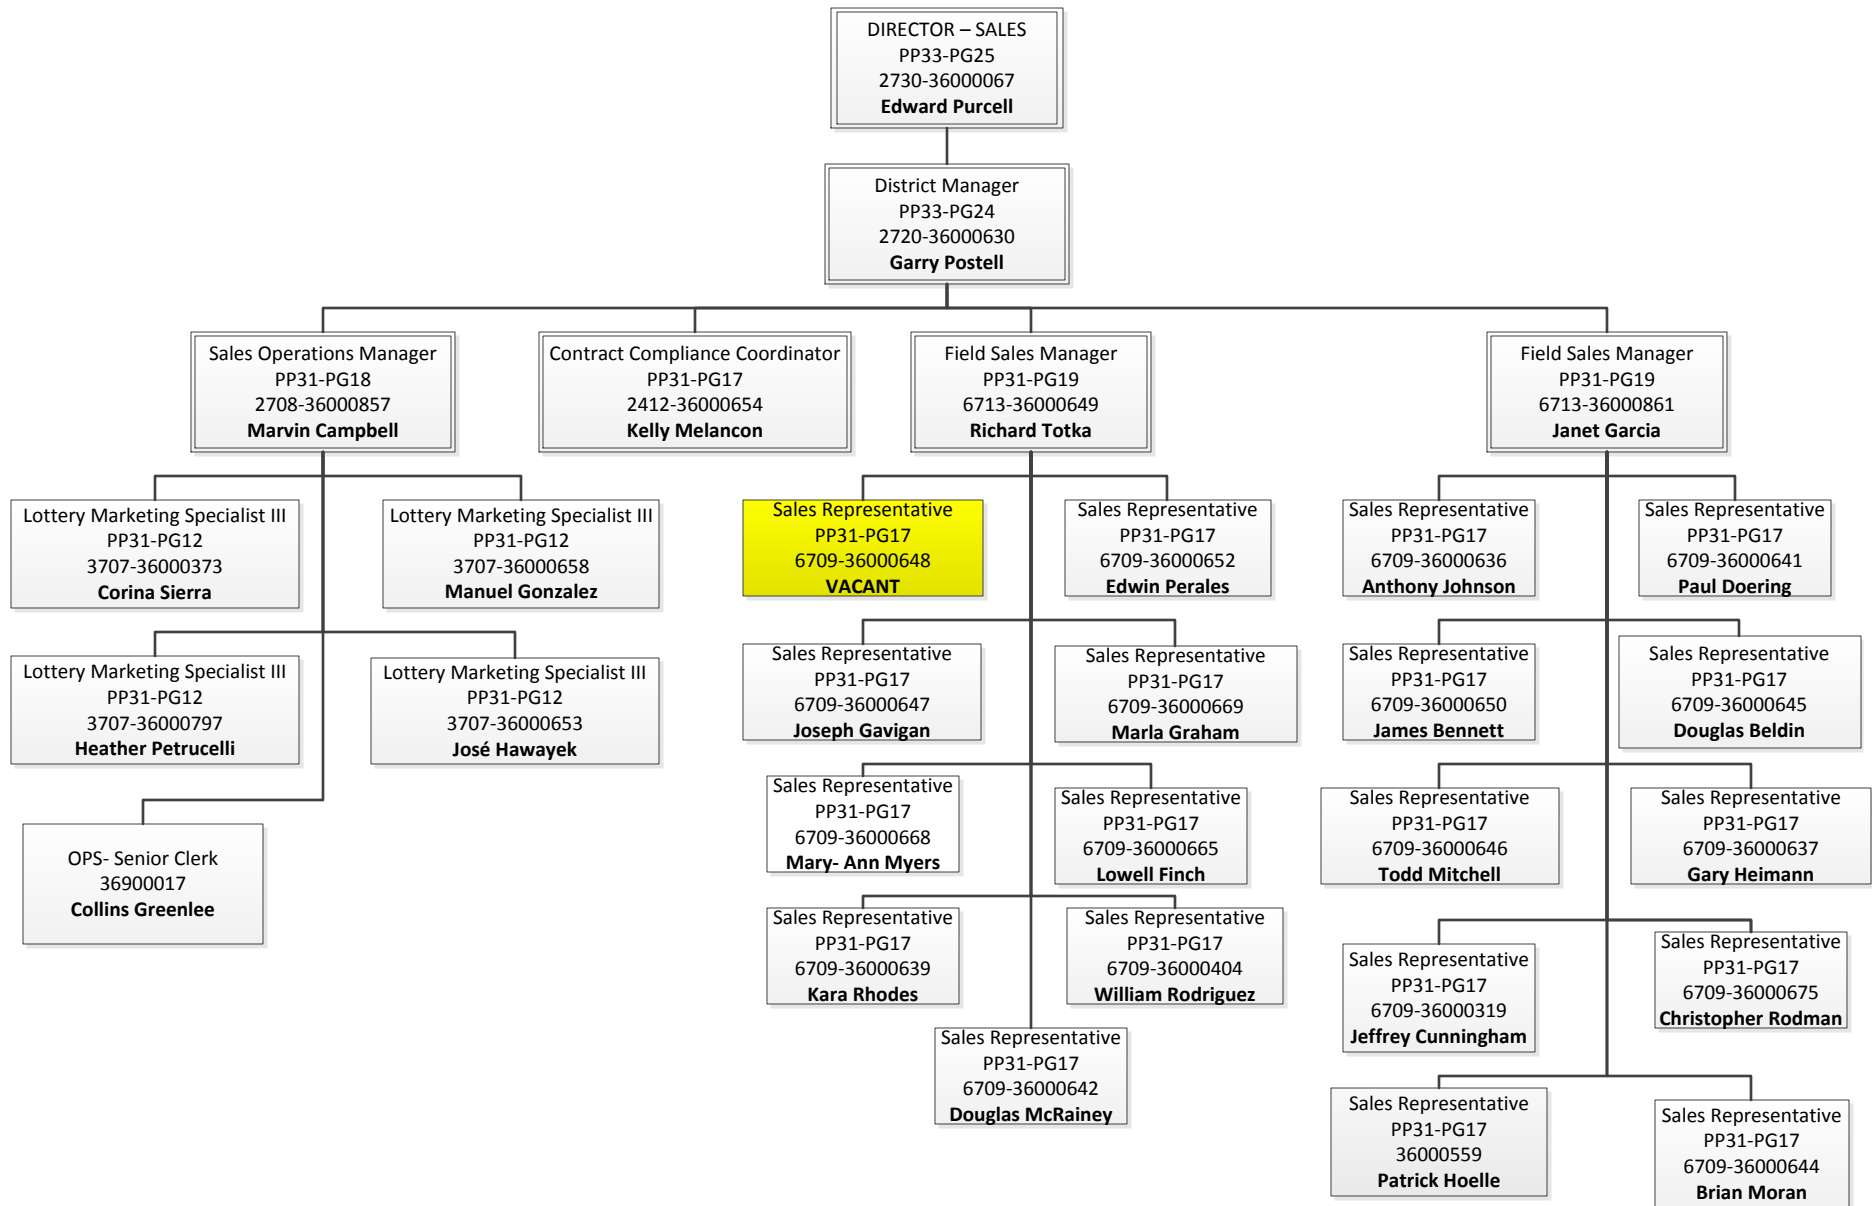 DIRECTOR – SALES
PP33-PG25
2730-36000067
Edward Purcell
District Manager
PP33-PG24
2720-36000630
Garry Postell
Sales Operations Manager
PP31-PG18
2708-36000857
Marvin Campbell
Contract Compliance Coordinator
PP31-PG17
2412-36000654
Kelly Melancon
Field Sales Manager
PP31-PG19
6713-36000649
Richard Totka
Field Sales Manager
PP31-PG19
6713-36000861
Janet Garcia
Lottery Marketing Specialist III
PP31-PG12
3707-36000373
Corina Sierra
Lottery Marketing Specialist III
PP31-PG12
3707-36000658
Manuel Gonzalez
Lottery Marketing Specialist III
PP31-PG12
3707-36000797
Heather Petrucelli
Lottery Marketing Specialist III
PP31-PG12
3707-36000653
José Hawayek
OPS- Senior Clerk
36900017
Collins Greenlee
Sales Representative
PP31-PG17
6709-36000648
VACANT
Sales Representative
PP31-PG17
6709-36000652
Edwin Perales
Sales Representative
PP31-PG17
6709-36000647
Joseph Gavigan
Sales Representative
PP31-PG17
6709-36000669
Marla Graham
Sales Representative
PP31-PG17
6709-36000668
Mary- Ann Myers
Sales Representative
PP31-PG17
6709-36000665
Lowell Finch
Sales Representative
PP31-PG17
6709-36000639
Kara Rhodes
Sales Representative
PP31-PG17
6709-36000404
William Rodriguez
Sales Representative
PP31-PG17
6709-36000642
Douglas McRainey
Sales Representative
PP31-PG17
6709-36000636
Anthony Johnson
Sales Representative
PP31-PG17
6709-36000641
Paul Doering
Sales Representative
PP31-PG17
6709-36000650
James Bennett
Sales Representative
PP31-PG17
6709-36000645
Douglas Beldin
Sales Representative
PP31-PG17
6709-36000646
Todd Mitchell
Sales Representative
PP31-PG17
6709-36000637
Gary Heimann
Sales Representative
PP31-PG17
6709-36000319
Jeffrey Cunningham
Sales Representative
PP31-PG17
6709-36000675
Christopher Rodman
Sales Representative
PP31-PG17
36000559
Patrick Hoelle
Sales Representative
PP31-PG17
6709-36000644
Brian Moran